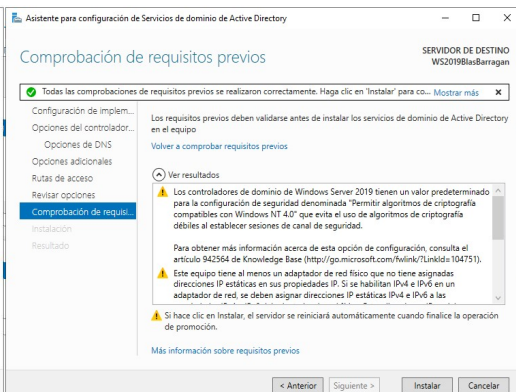 Asistente para configuración de Servicios de dominio de Active Directory
Comprobación de requisitos previos
SERVIDOR DE DESTINO
WS2019BlasBarragan
Todas las comprobaciones de requisitos previos se realizaron correctamente. Haga clic en 'Instalar' para co... Mostrar más
Configuración de implem...
Opciones del controlador...
Opciones de DNS
Opciones adicionales
Rutas de acceso
Revisar opciones
Comprobación de requisi...
Instalación
Resultado
Los requisitos previos deben validarse antes de instalar los servicios de dominio de Active Directory
en el equipo
Volver a comprobar requisitos previos
Ver resultados
Los controladores de dominio de Windows Server 2019 tienen un valor predeterminado
para la configuración de seguridad denominada "Permitir algoritmos de criptografía
compatibles con Windows NT 4.0" que evita el uso de algoritmos de criptografía
débiles al establecer sesiones de canal de seguridad.
Para obtener más información acerca de esta opción de configuración, consulta el
artículo 942564 de Knowledge Base (http://go.microsoft.com/fwlink/?LinkId=104751).
Este equipo tiene al menos un adaptador de red físico que no tiene asignadas
direcciones IP estáticas en sus propiedades IP. Si se habilitan IPv4 e IPv6 en un
adaptador de red, se deben asignar direcciones IP estáticas IPv4 e IPv6 a las
Si hace clic en Instalar, el servidor se reiniciará automáticamente cuando finalice la operación
de promoción.
Más información sobre requisitos previos
< Anterior
Siguiente >
Instalar
Cancelar